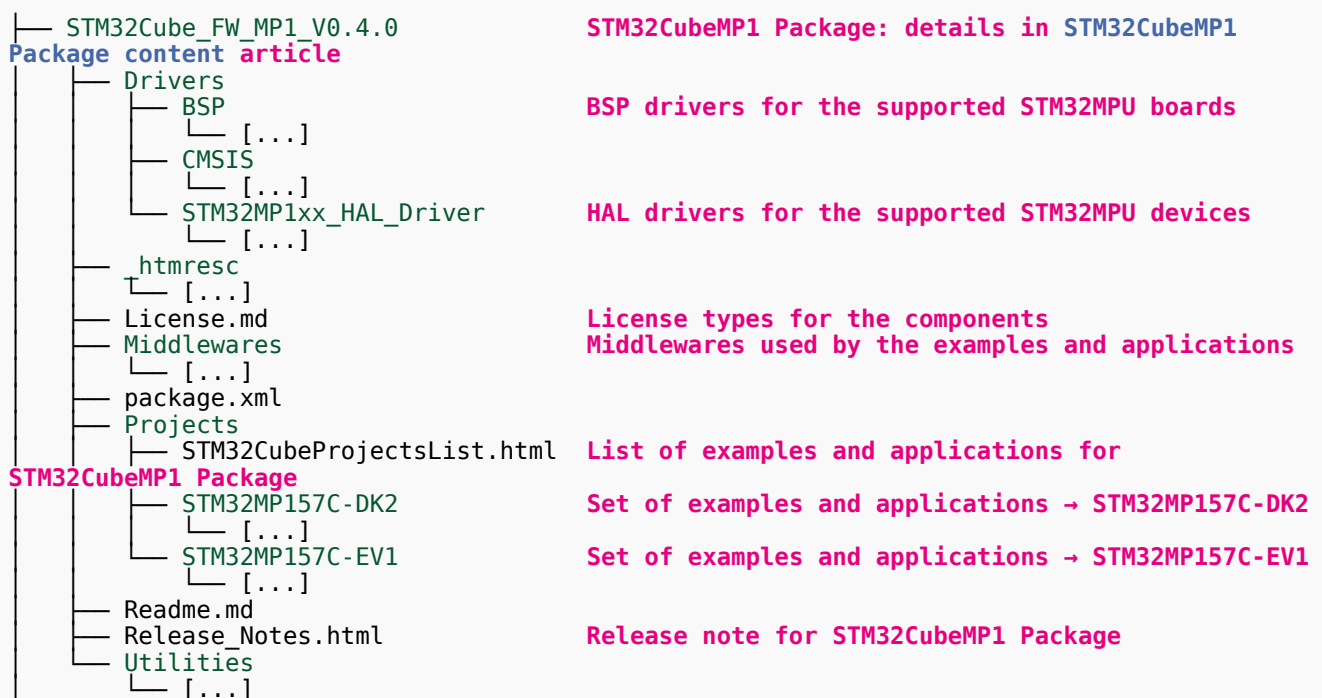 ├── STM32Cube_FW_MP1_V0.4.0             STM32CubeMP1 Package: details in STM32CubeMP1
Package content article
│   ├── Drivers
│   │   ├── BSP                         BSP drivers for the supported STM32MPU boards
│   │   │   └── [...]
│   │   ├── CMSIS
│   │   │   └── [...]
│   │   └── STM32MP1xx_HAL_Driver       HAL drivers for the supported STM32MPU devices
│   │       └── [...]
│   ├── _htmresc
│   │   └── [...]
│   ├── License.md                      License types for the components
│   ├── Middlewares                     Middlewares used by the examples and applications
│   │   └── [...]
│   ├── package.xml
│   ├── Projects
│   │   ├── STM32CubeProjectsList.html  List of examples and applications for
STM32CubeMP1 Package
│   │   ├── STM32MP157C-DK2             Set of examples and applications → STM32MP157C-DK2
│   │   │   └── [...]
│   │   └── STM32MP157C-EV1             Set of examples and applications → STM32MP157C-EV1
│   │       └── [...]
│   ├── Readme.md
│   ├── Release_Notes.html              Release note for STM32CubeMP1 Package
│   └── Utilities
│       └── [...]